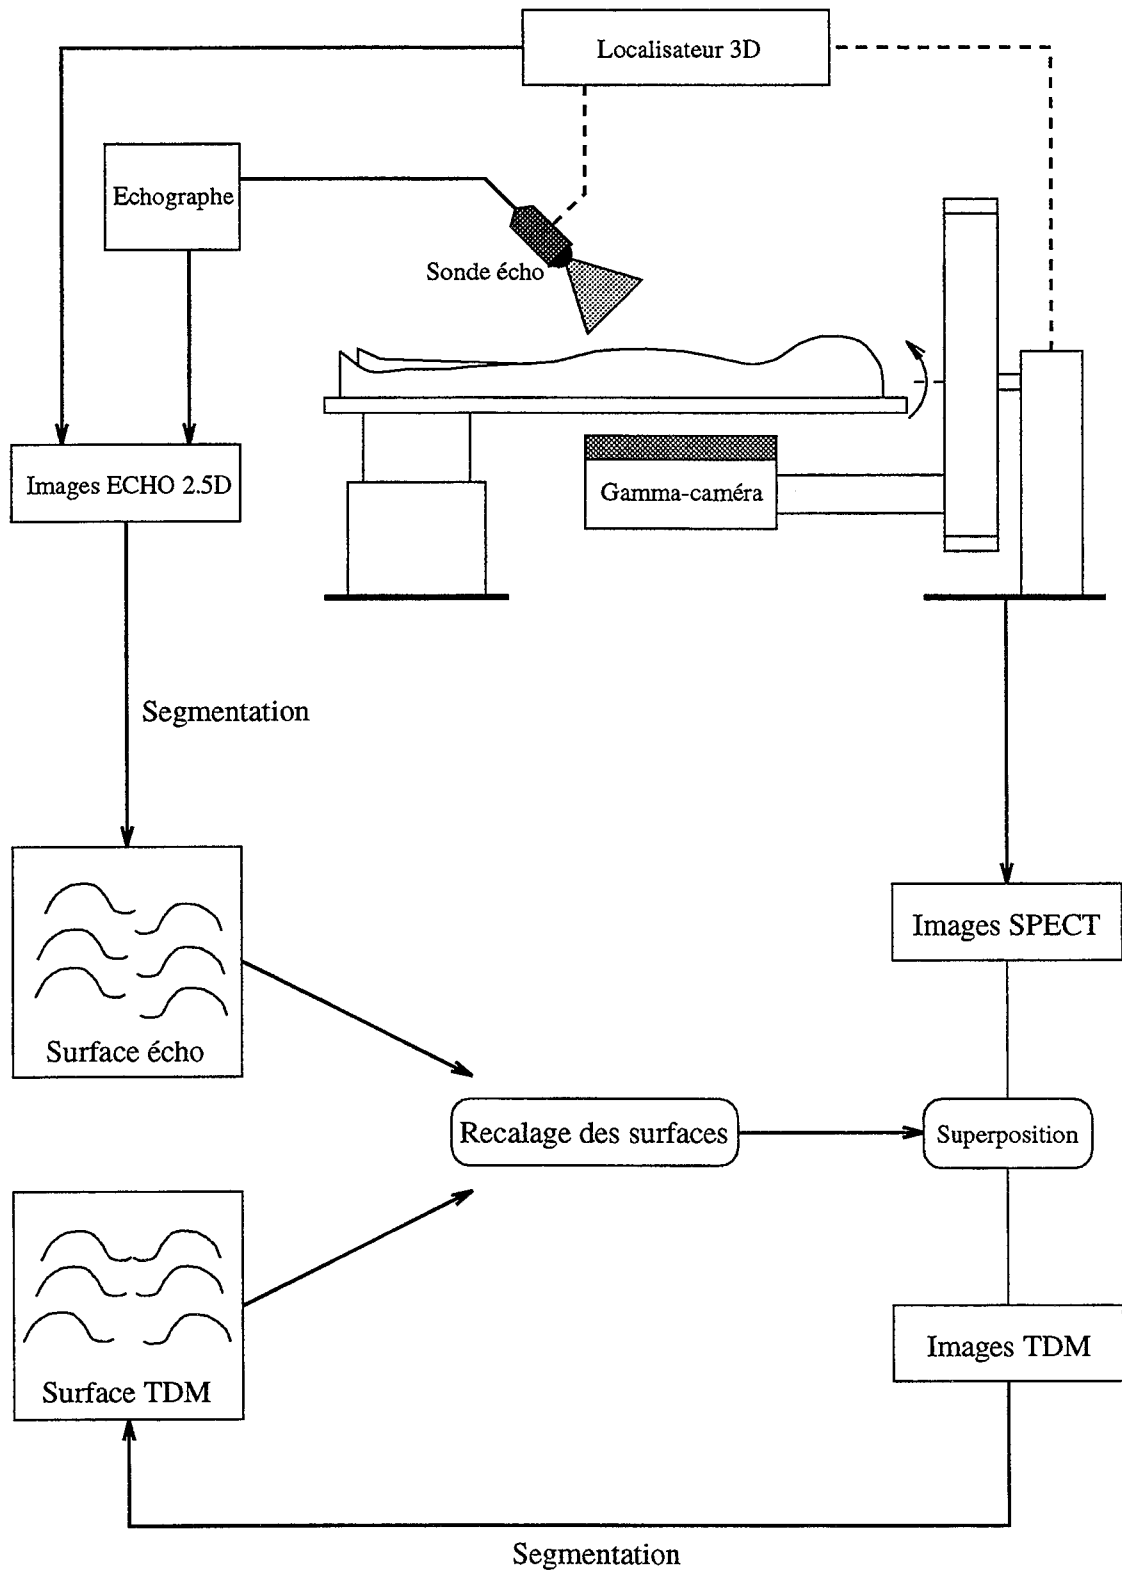 Localisateur 3D
Echographe
Sonde écho
Images ECHO 2.5D
Gamma-caméra
Segmentation
Images SPECT
Surface écho
Recalage des surfaces
Superposition
Images TDM
Surface TDM
Segmentation